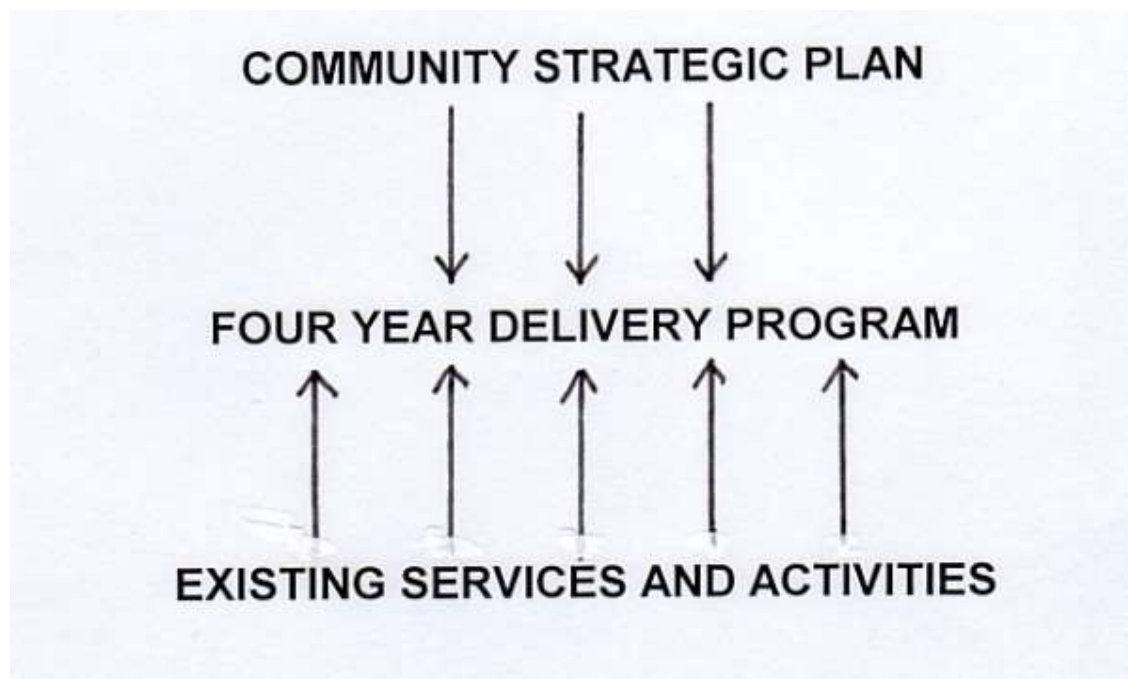 COMMUNITY STRATEGIC PLAN
FOUR YEAR DELIVERY PROGRAM
EXISTING SERVICES AND ACTIVITIES